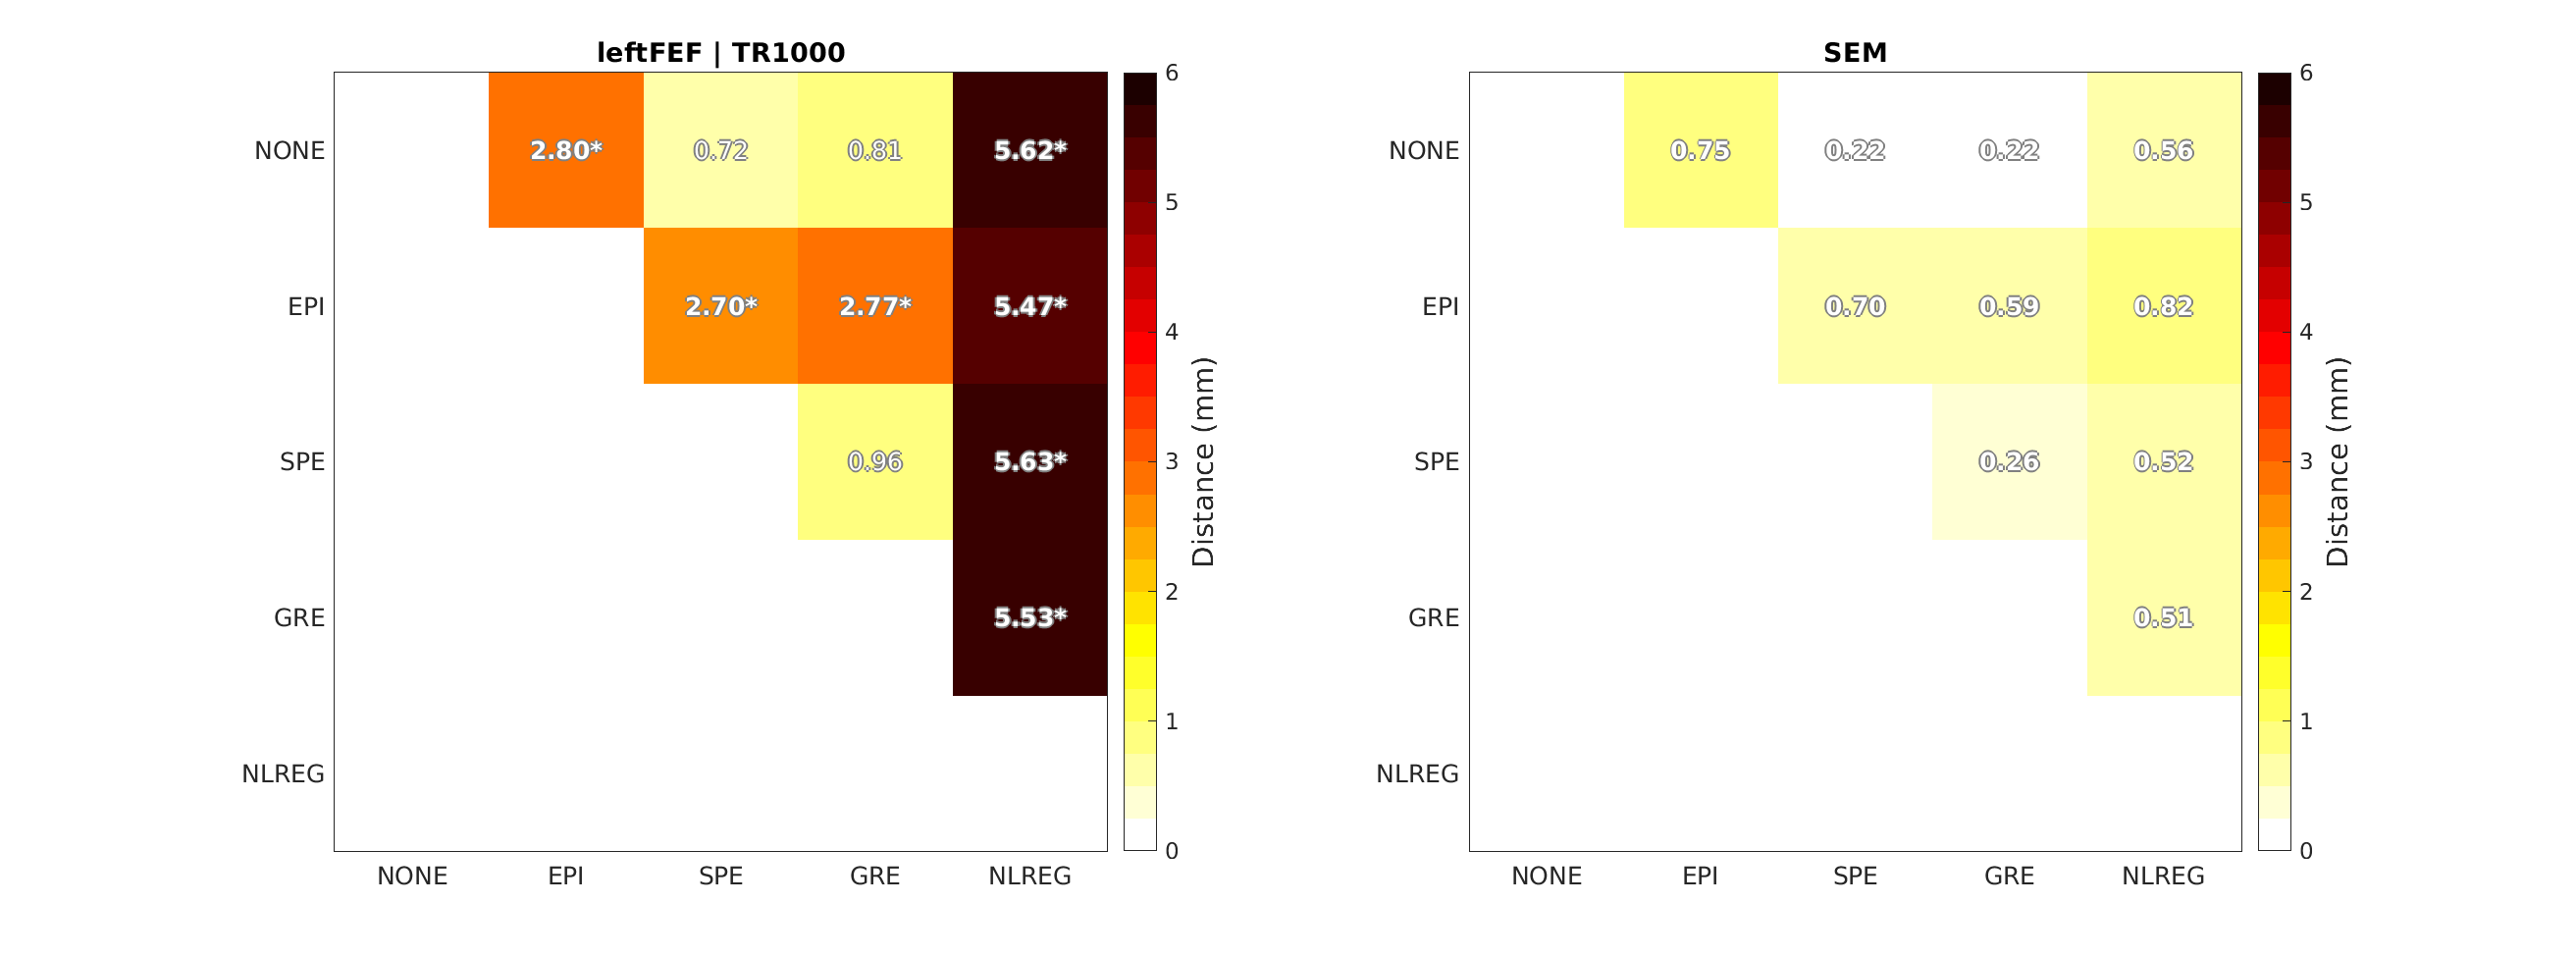 leftFEF | TR1000
NONE
EPI
SPE
GRE
NLREG
2.80* 0.72 0.81 5.62*
2.70* 2.77* 5.47*
0.96 5.63*
5.53*
NONE EPI SPE GRE NLREG
6
5
4
3
2
1
0
Distance (mm)
SEM
NONE
EPI
SPE
GRE
NLREG
0.75 0.22 0.22 0.56
0.70 0.59 0.82
0.26 0.52
0.51
NONE EPI SPE GRE NLREG
6
5
4
3
2
1
0
Distance (mm)